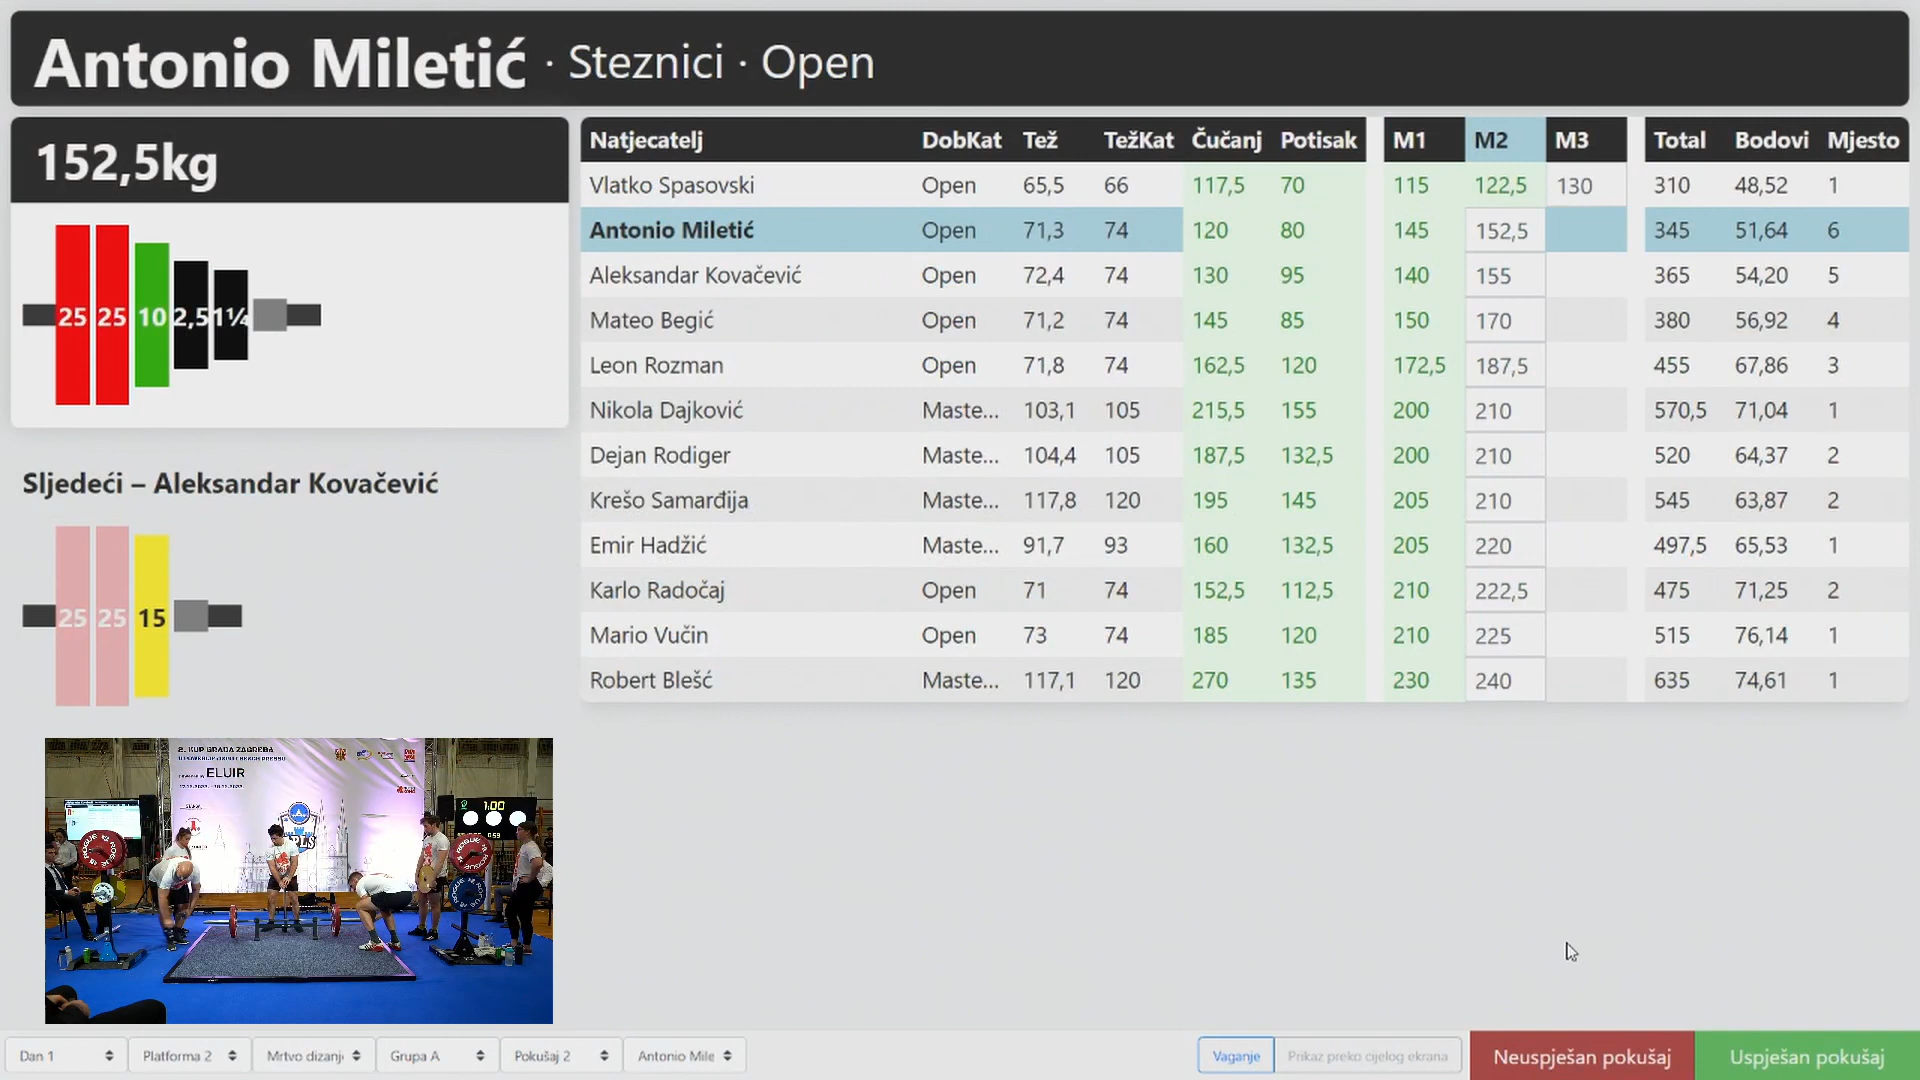 Antonio Miletić · Steznici · Open
152,5kg
25 25 10 2,5 1¼
Sljedeći – Aleksandar Kovačević
25 25 15
Natjecatelj DobKat Tež TežKat Čučanj Potisak M1 M2 M3 Total Bodovi Mjesto
Vlatko Spasovski Open 65,5 66 117,5 70 115 122,5 130 310 48,52 1
Antonio Miletić Open 71,3 74 120 80 145 152,5 345 51,64 6
Aleksandar Kovačević Open 72,4 74 130 95 140 155 365 54,20 5
Mateo Begić Open 71,2 74 145 85 150 170 380 56,92 4
Leon Rozman Open 71,8 74 162,5 120 172,5 187,5 455 67,86 3
Nikola Dajković Maste... 103,1 105 215,5 155 200 210 570,5 71,04 1
Dejan Rodiger Maste... 104,4 105 187,5 132,5 200 210 520 64,37 2
Krešo Samarđija Maste... 117,8 120 195 145 205 210 545 63,87 2
Emir Hadžić Maste... 91,7 93 160 132,5 205 220 497,5 65,53 1
Karlo Radočaj Open 71 74 152,5 112,5 210 222,5 475 71,25 2
Mario Vučin Open 73 74 185 120 210 225 515 76,14 1
Robert Blešć Maste... 117,1 120 270 135 230 240 635 74,61 1
2. KUP GRADA ZAGREBA
ELUIR
1:00
ROGUE
ROGUE
ROGUE
Dan 1 Platforma 2 Mrtvo dizanj Grupa A Pokušaj 2 Antonio Mile Vaganje Prikaz preko cijelog ekrana Neuspješan pokušaj Uspješan pokušaj